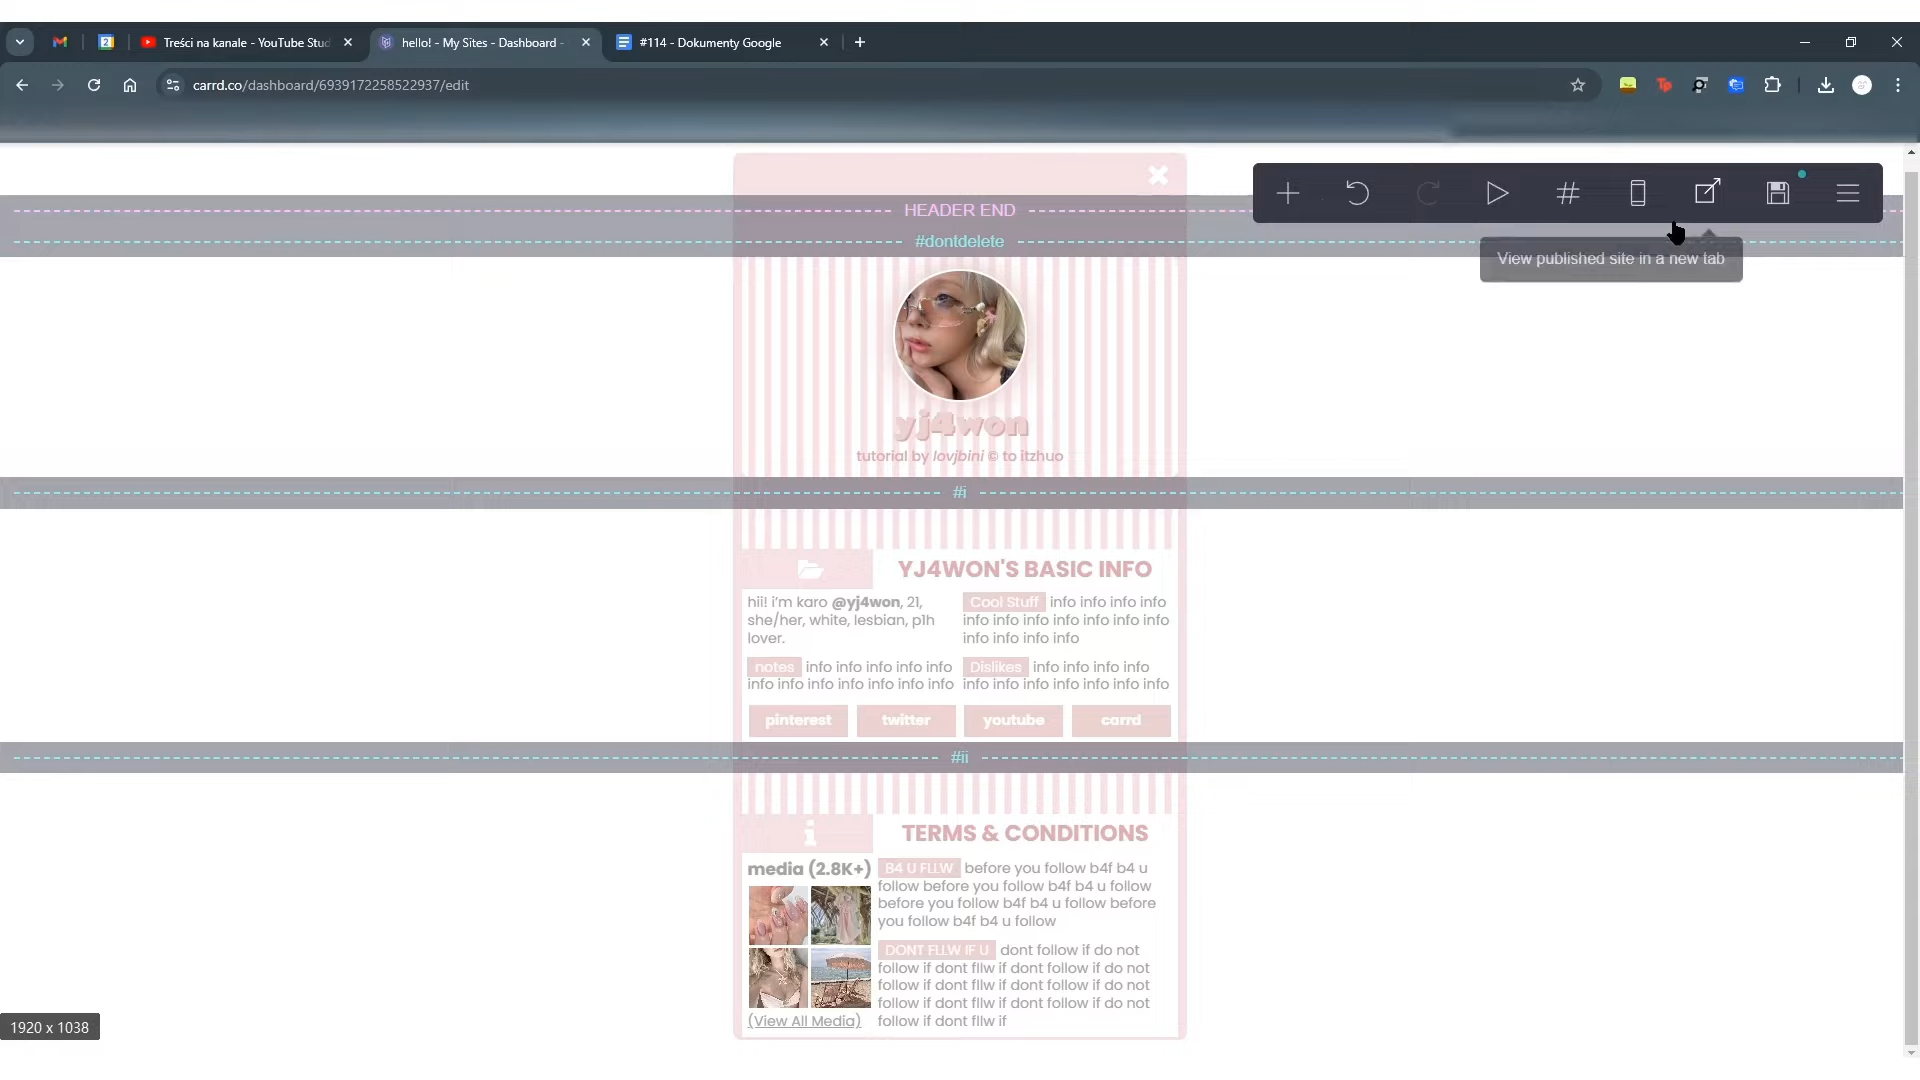 Treści na kanale - YouTube Stud
hello! - My Sites - Dashboard -
#114 - Dokumenty Google
carrd.co/dashboard/6939172258522937/edit
HEADER END
#dontdelete
View published site in a new tab
yj4won
tutorial by lovjbini © to itzhuo
#i
YJ4WON'S BASIC INFO
hii! i'm karo @yj4won, 21,
she/her, white, lesbian, p1h
lover.
Cool Stuff info info info info
info info info info info info info
info info info info
notes info info info info info
info info info info info info info
Dislikes info info info info
info info info info info info info
pinterest twitter youtube carrd
#ii
TERMS & CONDITIONS
media (2.8K+)
(View All Media)
B4 U FLLW before you follow b4f b4 u
follow before you follow b4f b4 u follow
before you follow b4f b4 u follow before
you follow b4f b4 u follow
DONT FLLW IF U dont follow if do not
follow if dont fllw if dont follow if do not
follow if dont fllw if dont follow if do not
follow if dont fllw if dont follow if do not
follow if dont fllw if
1920 x 1038